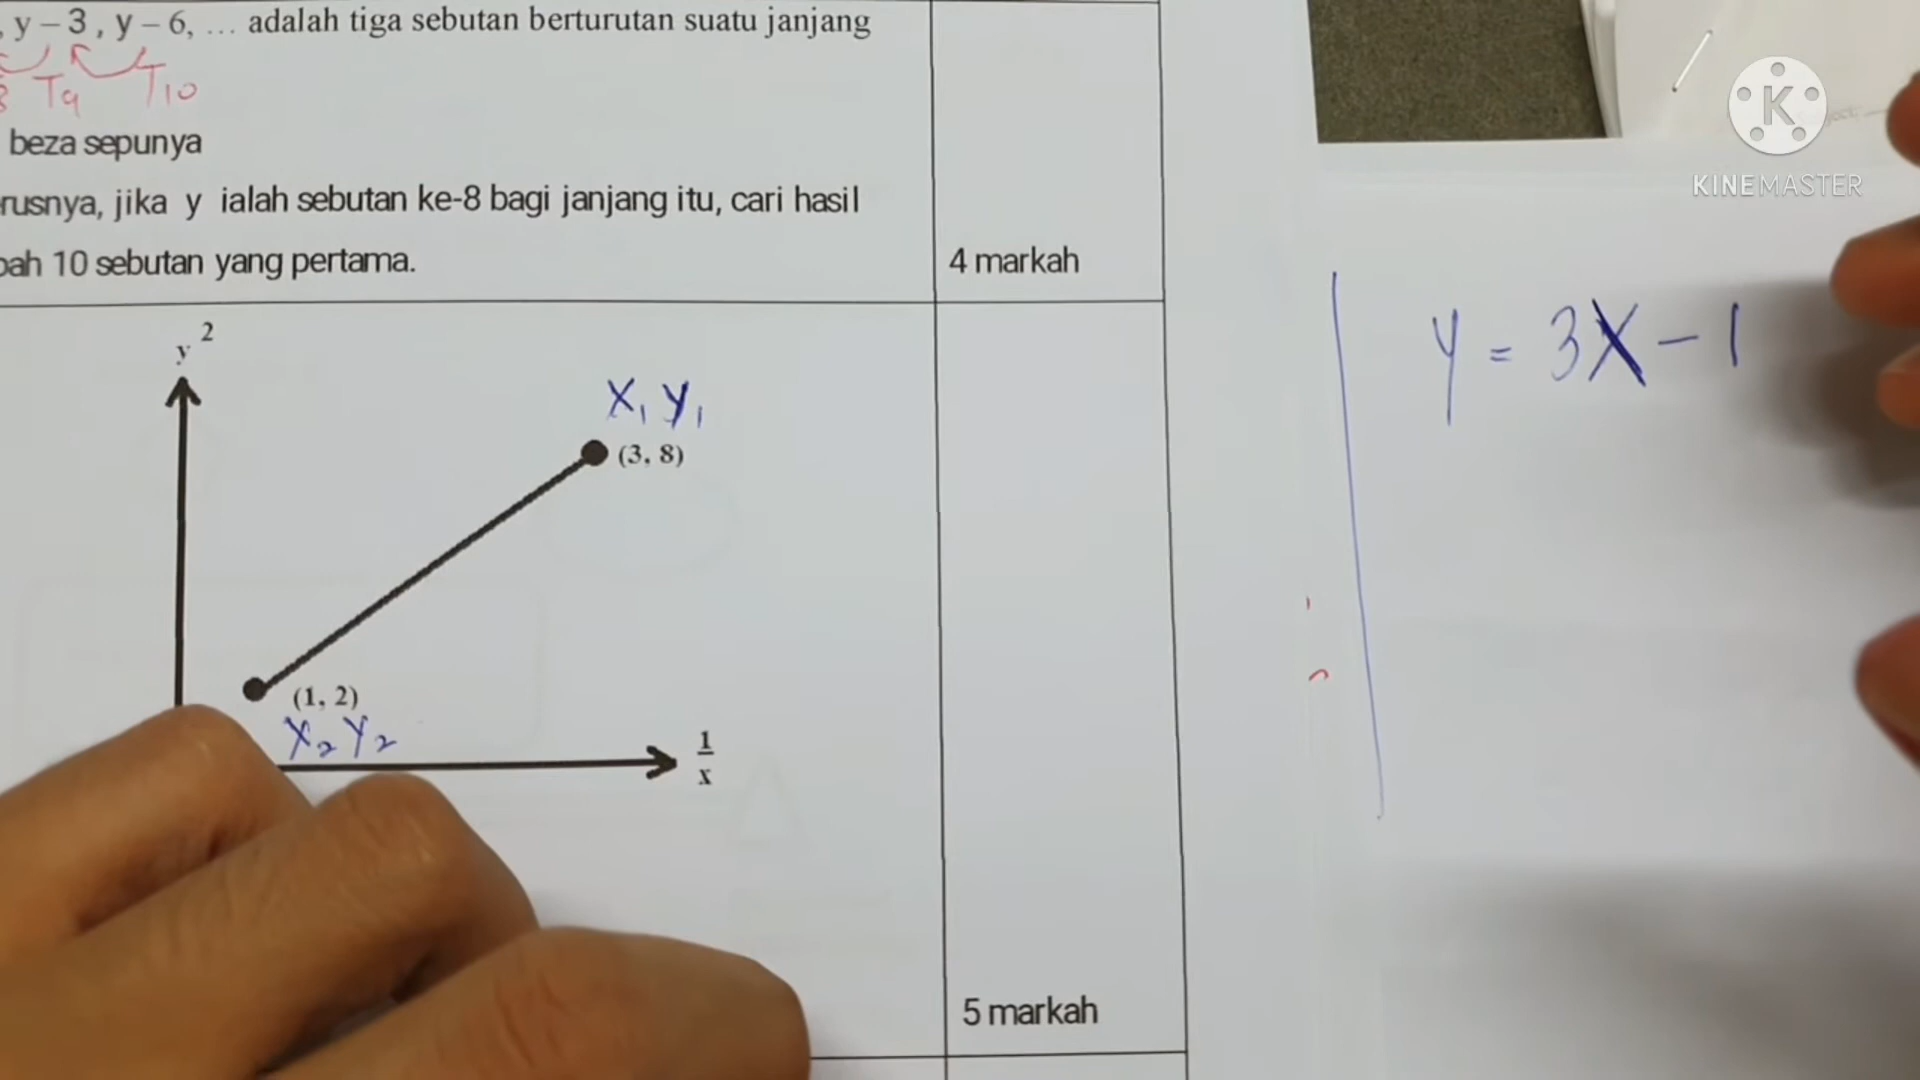 , y – 3 , y – 6, … adalah tiga sebutan berturutan suatu janjang
T9 T10
beza sepunya
rusnya, jika y ialah sebutan ke-8 bagi janjang itu, cari hasil
bah 10 sebutan yang pertama.
4 markah
K
KINEMASTER
y = 3X - 1
y 2
X1 y1
(3, 8)
(1, 2)
X2 Y2
1
x
5 markah